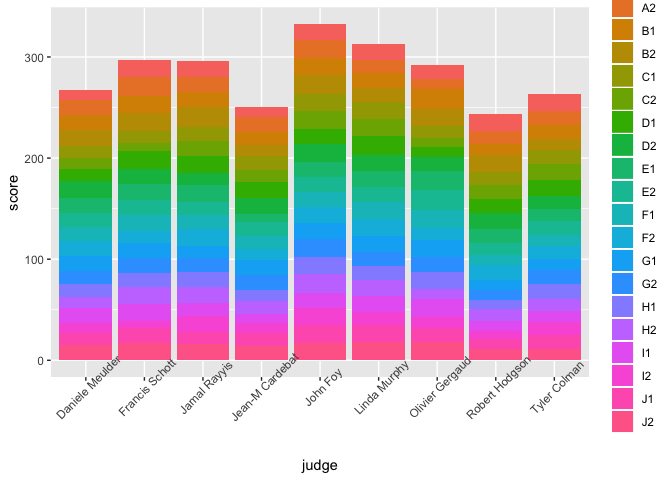 score
300
200
100
0
Daniele Meulder
Francis Schott
Jamal Rayyis
Jean-M Cardebat
John Foy
Linda Murphy
Olivier Gergaud
Robert Hodgson
Tyler Colman
judge
A2
B1
B2
C1
C2
D1
D2
E1
E2
F1
F2
G1
G2
H1
H2
I1
I2
J1
J2